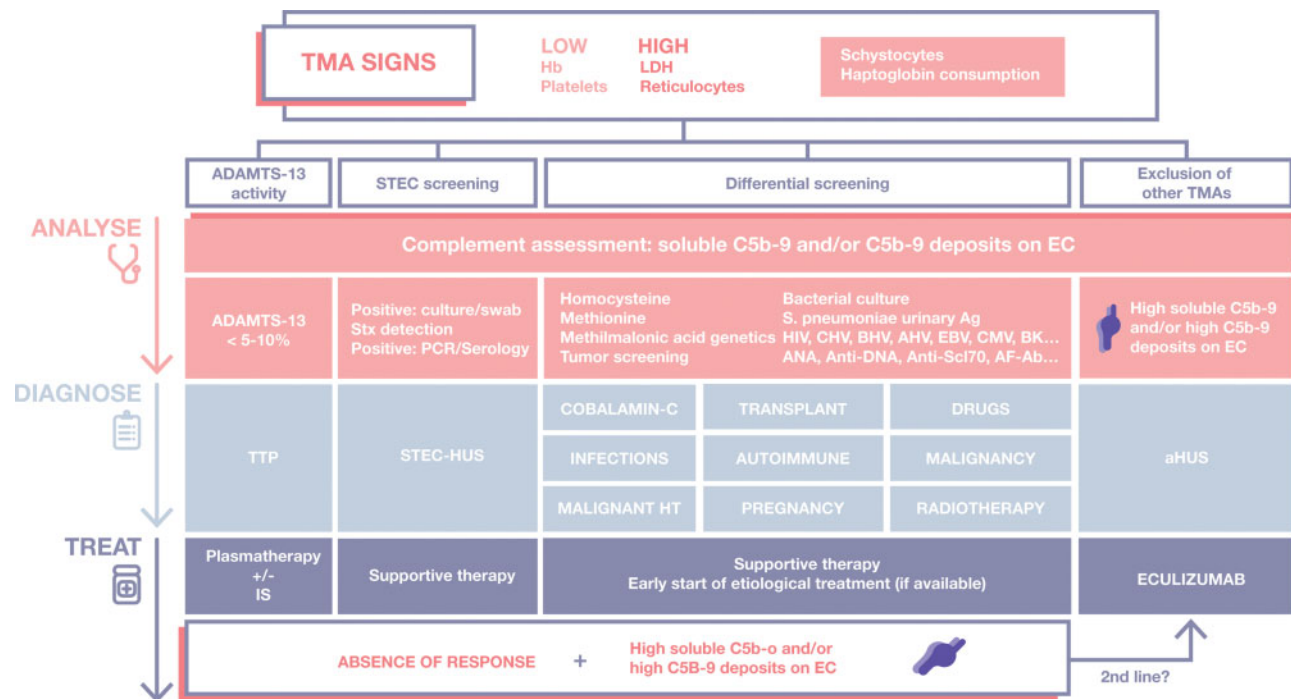 TMA SIGNS
LOW
Hb
Platelets
HIGH
LDH
Reticulocytes
Schystocytes
Haptoglobin consumption
ADAMTS-13
activity
STEC screening
Differential screening
Exclusion of
other TMAs
ANALYSE
Complement assessment: soluble C5b-9 and/or C5b-9 deposits on EC
ADAMTS-13
< 5-10%
Positive: culture/swab
Stx detection
Positive: PCR/Serology
Homocysteine
Methionine
Methilmalonic acid genetics
Tumor screening
Bacterial culture
S. pneumoniae urinary Ag
HIV, CHV, BHV, AHV, EBV, CMV, BK...
ANA, Anti-DNA, Anti-Scl70, AF-Ab...
High soluble C5b-9
and/or high C5b-9
deposits on EC
DIAGNOSE
TTP
STEC-HUS
COBALAMIN-C
TRANSPLANT
DRUGS
INFECTIONS
AUTOIMMUNE
MALIGNANCY
MALIGNANT HT
PREGNANCY
RADIOTHERAPY
aHUS
TREAT
Plasmatherapy
+/-
IS
Supportive therapy
Supportive therapy
Early start of etiological treatment (if available)
ECULIZUMAB
ABSENCE OF RESPONSE
+
High soluble C5b-o and/or
high C5B-9 deposits on EC
2nd line?